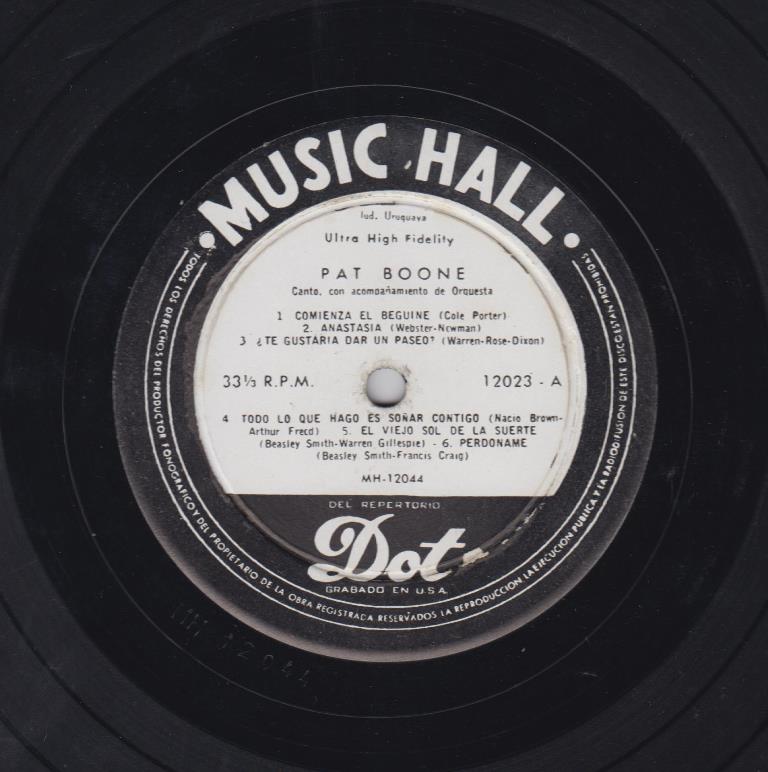 MUSIC HALL
Ind. Uruguaya
Ultra High Fidelity
PAT BOONE
Canto, con acompañamiento de Orquesta
1 COMIENZA EL BEGUINE (Cole Porter)
2. ANASTASIA (Webster-Newman)
3 ¿TE GUSTARIA DAR UN PASEO? (Warren-Rose-Dixon)
33⅓ R.P.M. 12023 - A
4 TODO LO QUE HAGO ES SOÑAR CONTIGO (Nacio Brown-
Arthur Freed) 5. EL VIEJO SOL DE LA SUERTE
(Beasley Smith-Warren Gillespie) - 6. PERDONAME
(Beasley Smith-Francis Craig)
MH-12044
DEL REPERTORIO
Dot
GRABADO EN U.S.A.
TODOS LOS DERECHOS DEL PRODUCTOR FONOGRAFICO Y DEL PROPIETARIO DE LA OBRA REGISTRADA RESERVADOS LA REPRODUCCION, LA EJECUCION PUBLICA Y LA RADIODIFUSION DE ESTE DISCO ESTAN PROHIBIDAS
MH 12044